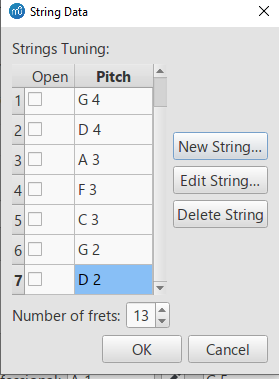 String Data
Strings Tuning:
Open Pitch
1 G 4
2 D 4
3 A 3
4 F 3
5 C 3
6 G 2
7 D 2
New String...
Edit String...
Delete String
Number of frets: 13
OK Cancel